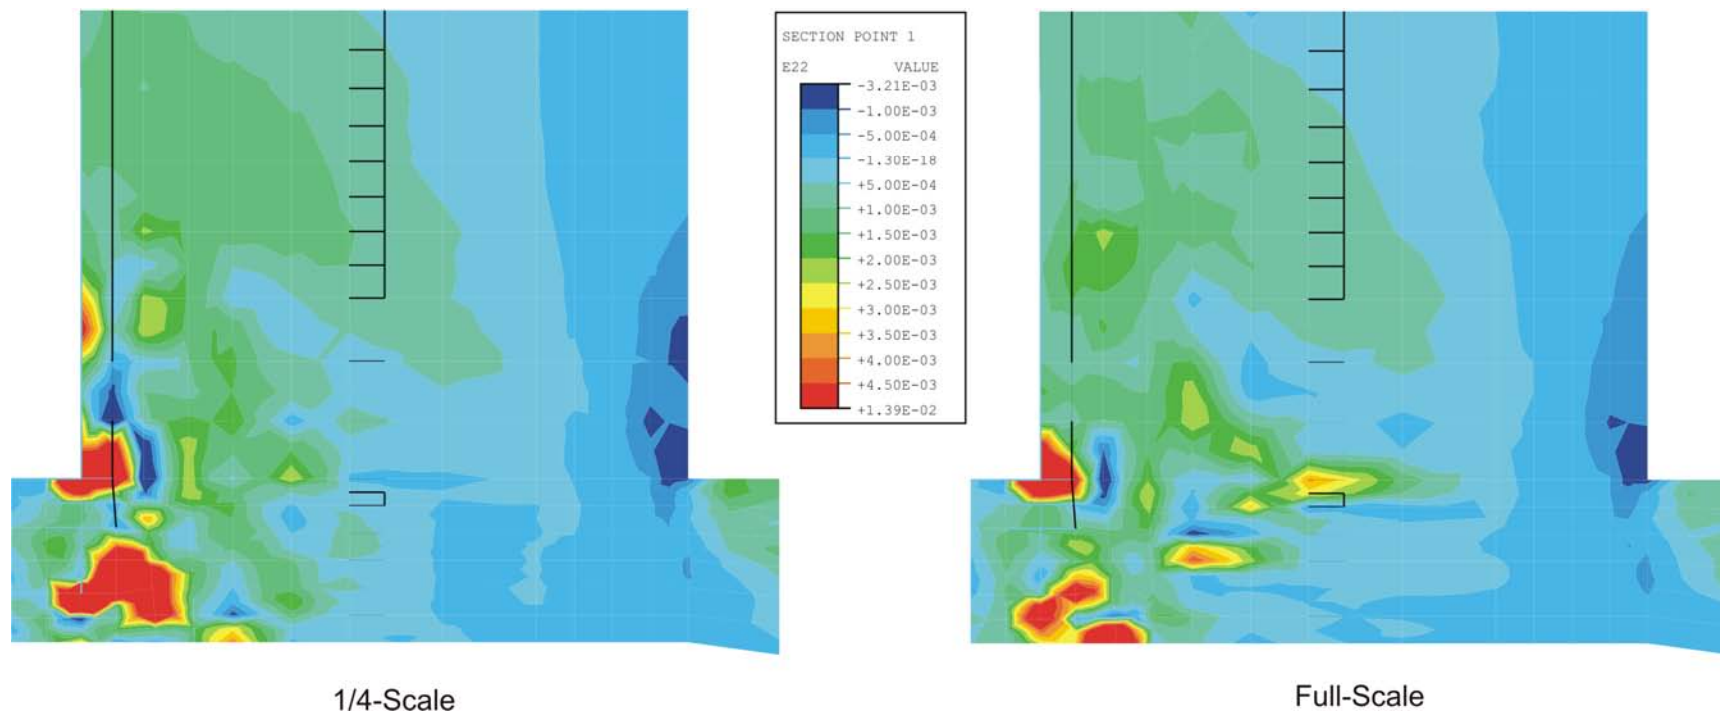 SECTION POINT 1
E22 VALUE
-3.21E-03
-1.00E-03
-5.00E-04
-1.30E-18
+5.00E-04
+1.00E-03
+1.50E-03
+2.00E-03
+2.50E-03
+3.00E-03
+3.50E-03
+4.00E-03
+4.50E-03
+1.39E-02
1/4-Scale
Full-Scale